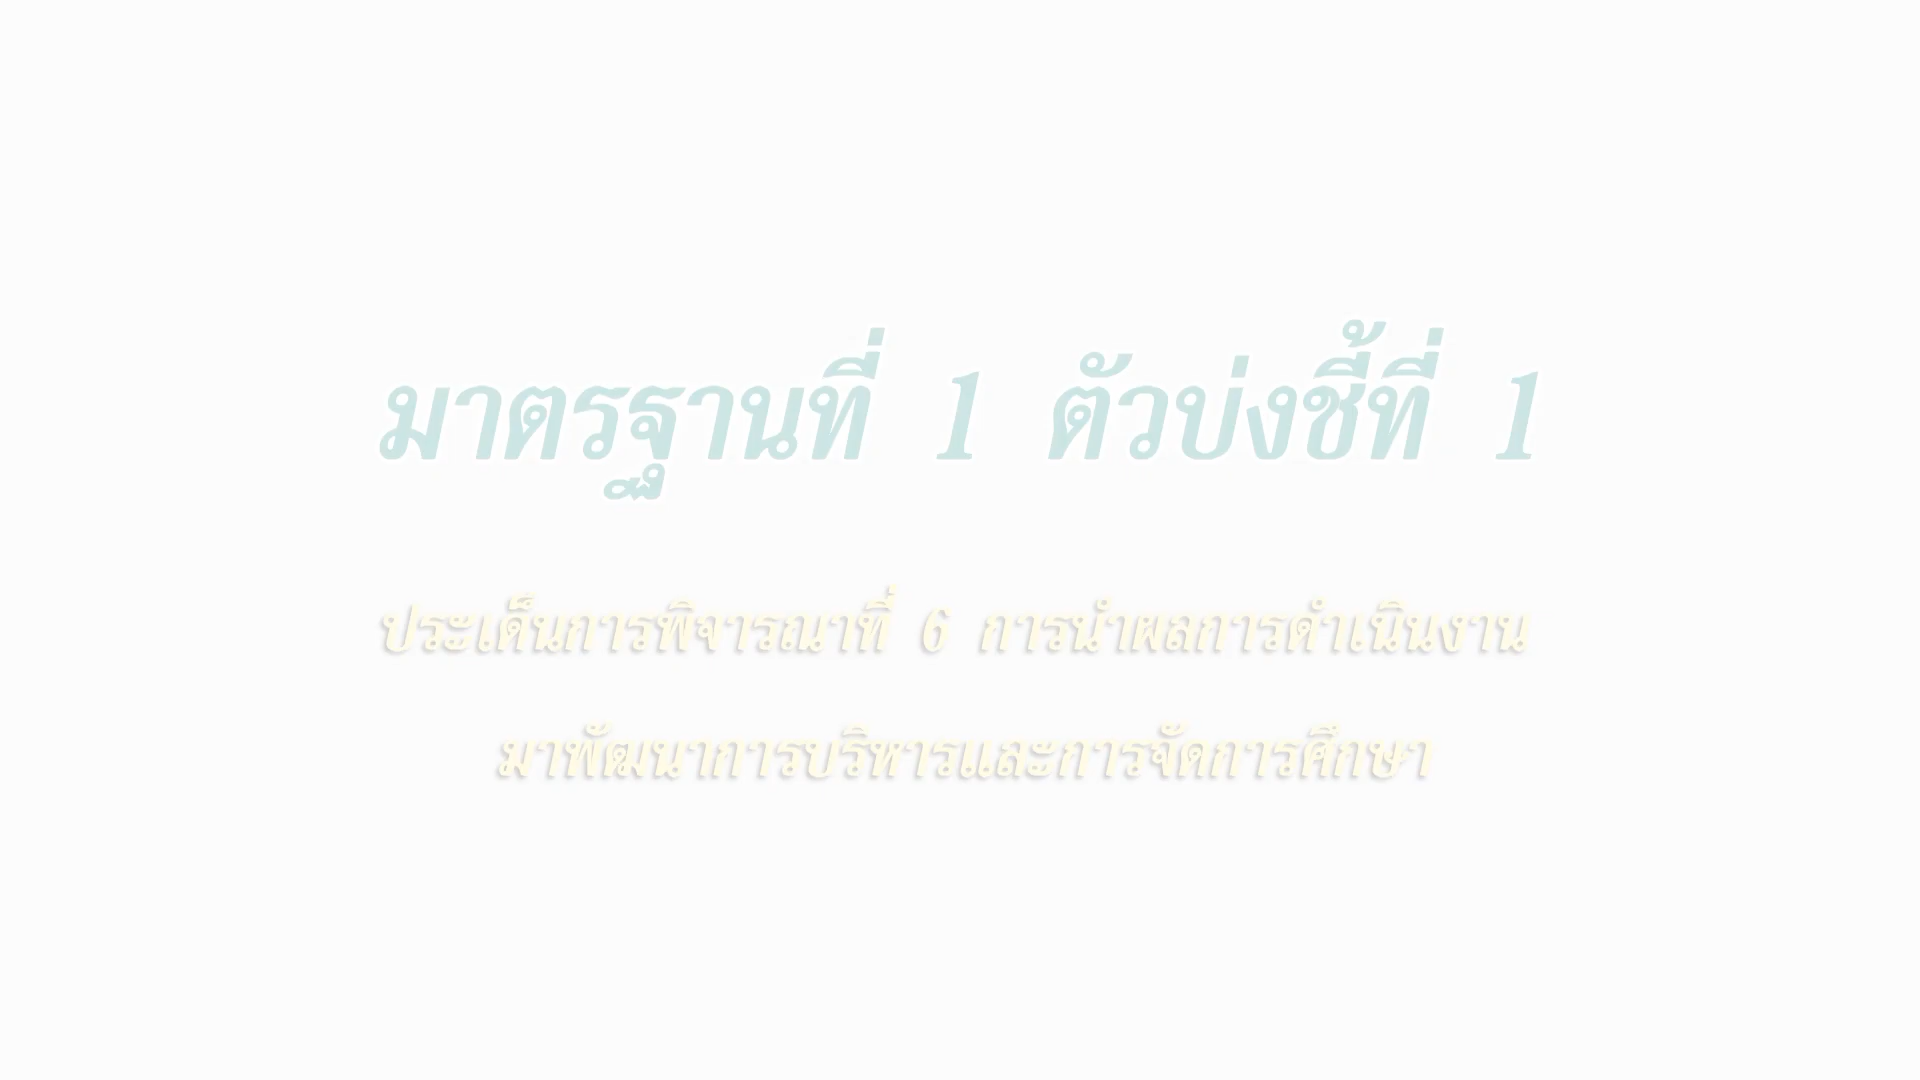 มาตรฐานที่ 1 ตัวบ่งชี้ที่ 1
ประเด็นการพิจารณาที่ 6 การนำผลการดำเนินงาน
มาพัฒนาการบริหารและการจัดการศึกษา